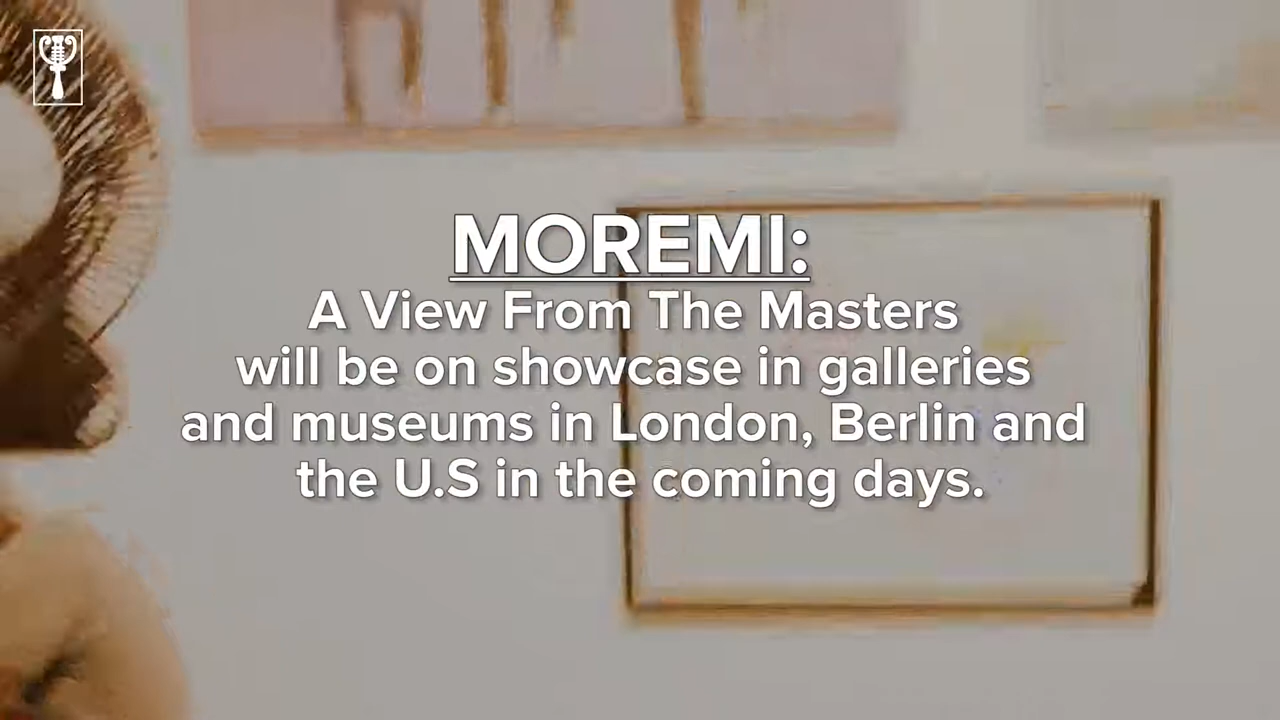 MOREMI:
A View From The Masters
will be on showcase in galleries
and museums in London, Berlin and
the U.S in the coming days.